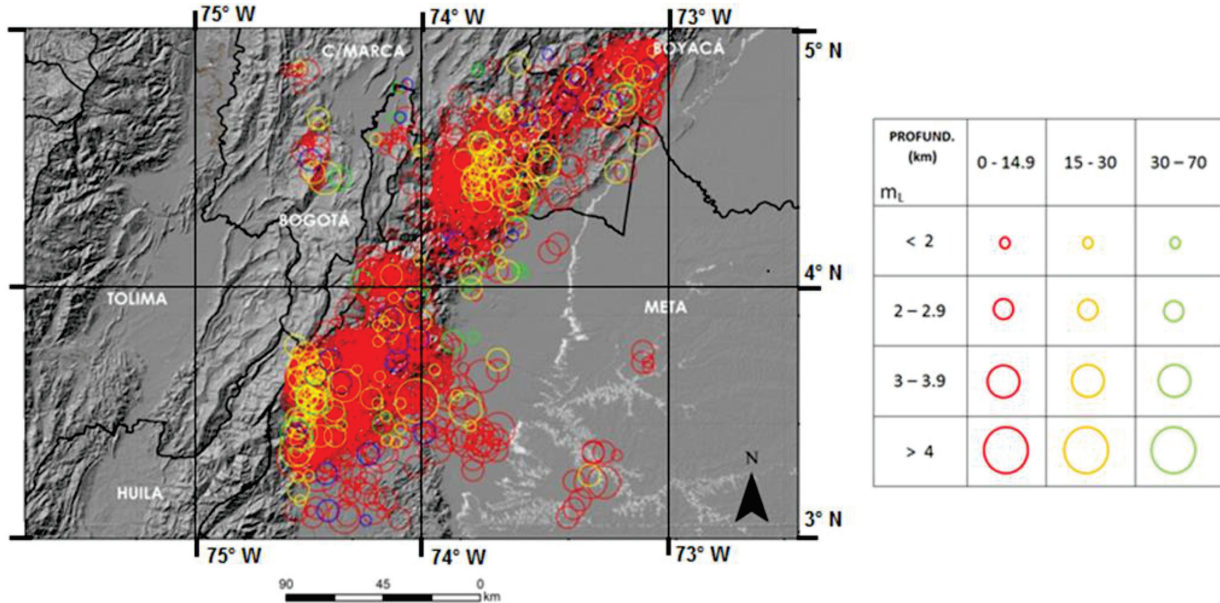 75° W 74° W 73° W
C/MARCA BOYACÁ 5° N
BOGOTÁ
TOLIMA META 4° N
HUILA N
3° N
75° W 74° W 73° W
90 45 0
km
PROFUND.
(km) 0 - 14.9 15 - 30 30 – 70
mL
< 2
2 – 2.9
3 – 3.9
> 4